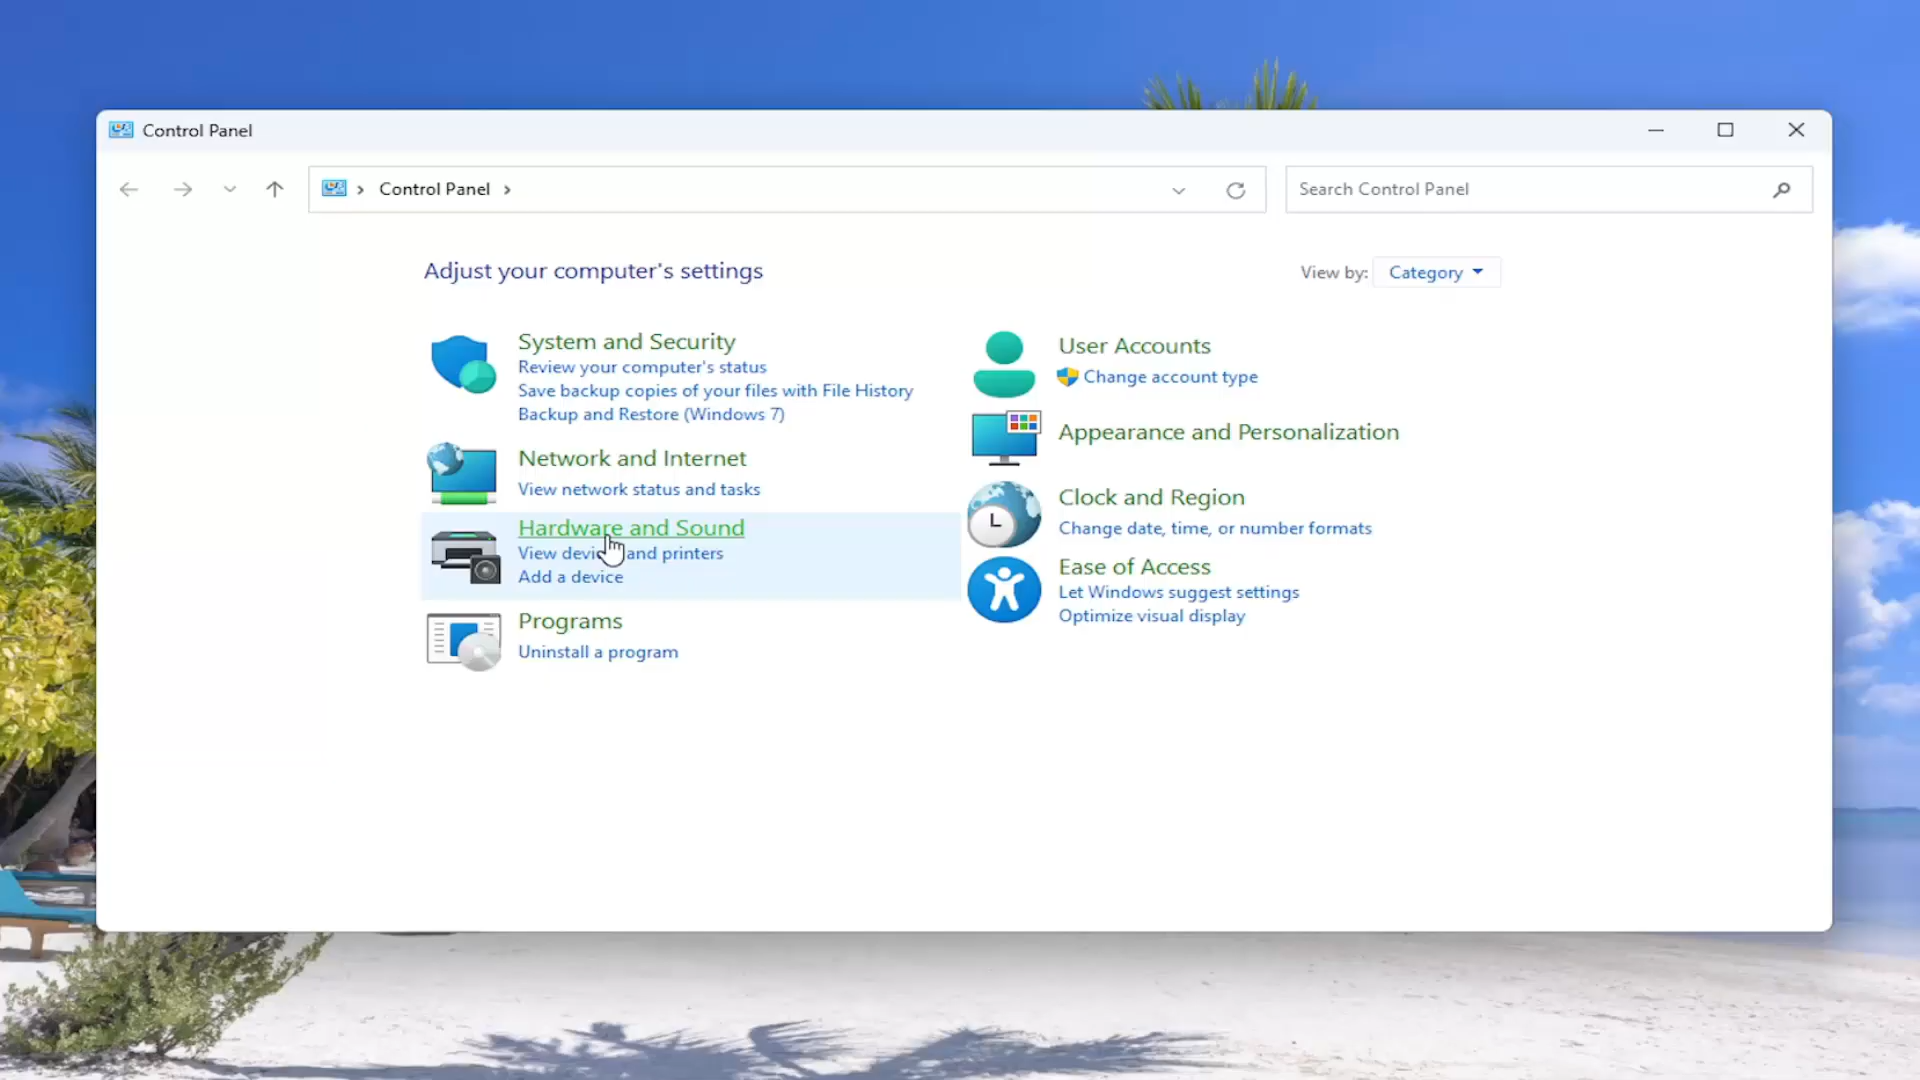 Control Panel
Control Panel
Search Control Panel
Adjust your computer's settings
View by: Category
System and Security
Review your computer's status
Save backup copies of your files with File History
Backup and Restore (Windows 7)
Network and Internet
View network status and tasks
Hardware and Sound
View devices and printers
Add a device
Programs
Uninstall a program
User Accounts
Change account type
Appearance and Personalization
Clock and Region
Change date, time, or number formats
Ease of Access
Let Windows suggest settings
Optimize visual display